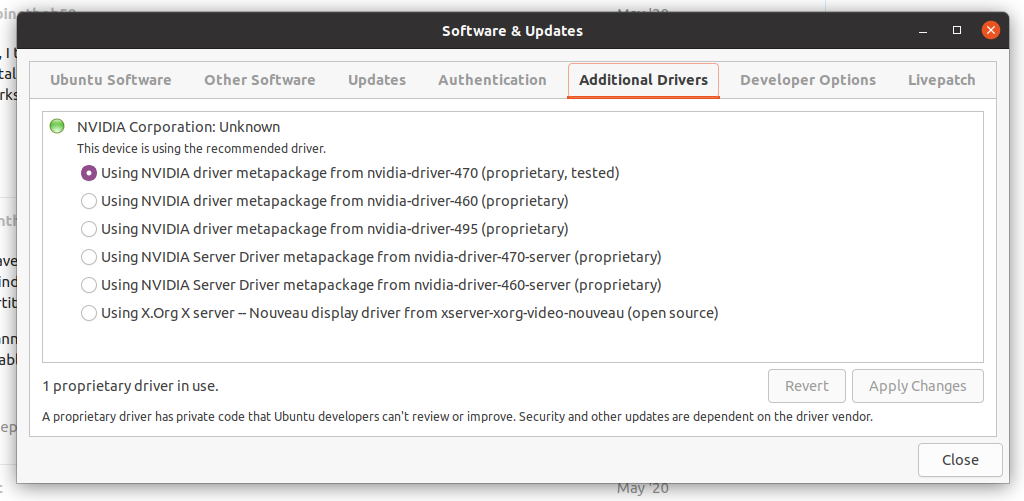 May '20
Software & Updates
Ubuntu Software
Other Software
Updates
Authentication
Additional Drivers
Developer Options
Livepatch
NVIDIA Corporation: Unknown
This device is using the recommended driver.
Using NVIDIA driver metapackage from nvidia-driver-470 (proprietary, tested)
Using NVIDIA driver metapackage from nvidia-driver-460 (proprietary)
Using NVIDIA driver metapackage from nvidia-driver-495 (proprietary)
Using NVIDIA Server Driver metapackage from nvidia-driver-470-server (proprietary)
Using NVIDIA Server Driver metapackage from nvidia-driver-460-server (proprietary)
Using X.Org X server -- Nouveau display driver from xserver-xorg-video-nouveau (open source)
1 proprietary driver in use.
Revert
Apply Changes
A proprietary driver has private code that Ubuntu developers can't review or improve. Security and other updates are dependent on the driver vendor.
Close
May '20